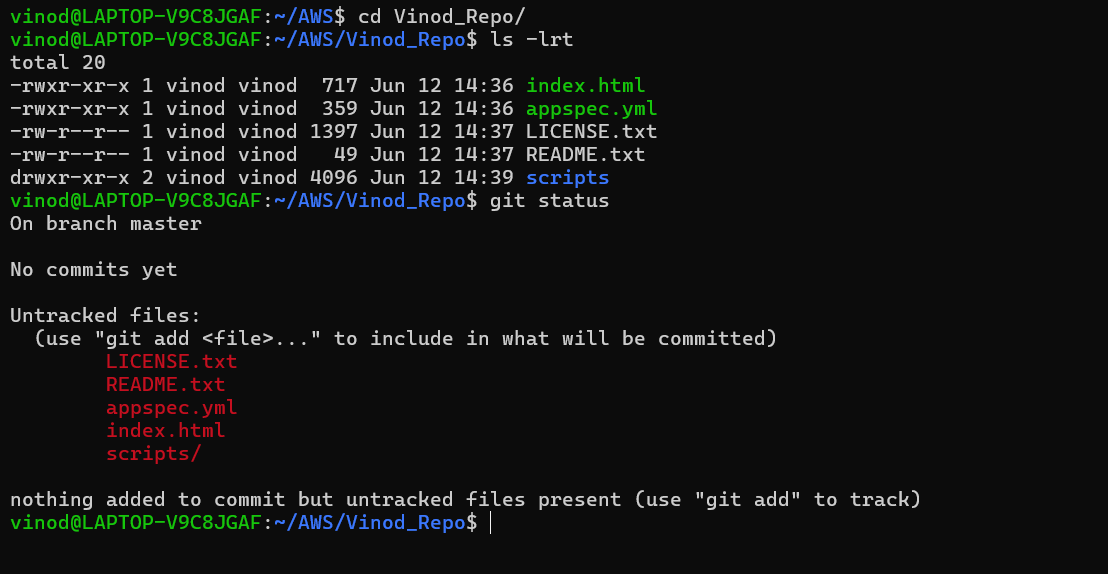 vinod@LAPTOP-V9C8JGAF:~/AWS$ cd Vinod_Repo/
vinod@LAPTOP-V9C8JGAF:~/AWS/Vinod_Repo$ ls -lrt
total 20
-rwxr-xr-x 1 vinod vinod  717 Jun 12 14:36 index.html
-rwxr-xr-x 1 vinod vinod  359 Jun 12 14:36 appspec.yml
-rw-r--r-- 1 vinod vinod 1397 Jun 12 14:37 LICENSE.txt
-rw-r--r-- 1 vinod vinod   49 Jun 12 14:37 README.txt
drwxr-xr-x 2 vinod vinod 4096 Jun 12 14:39 scripts
vinod@LAPTOP-V9C8JGAF:~/AWS/Vinod_Repo$ git status
On branch master

No commits yet

Untracked files:
  (use "git add <file>..." to include in what will be committed)
        LICENSE.txt
        README.txt
        appspec.yml
        index.html
        scripts/

nothing added to commit but untracked files present (use "git add" to track)
vinod@LAPTOP-V9C8JGAF:~/AWS/Vinod_Repo$